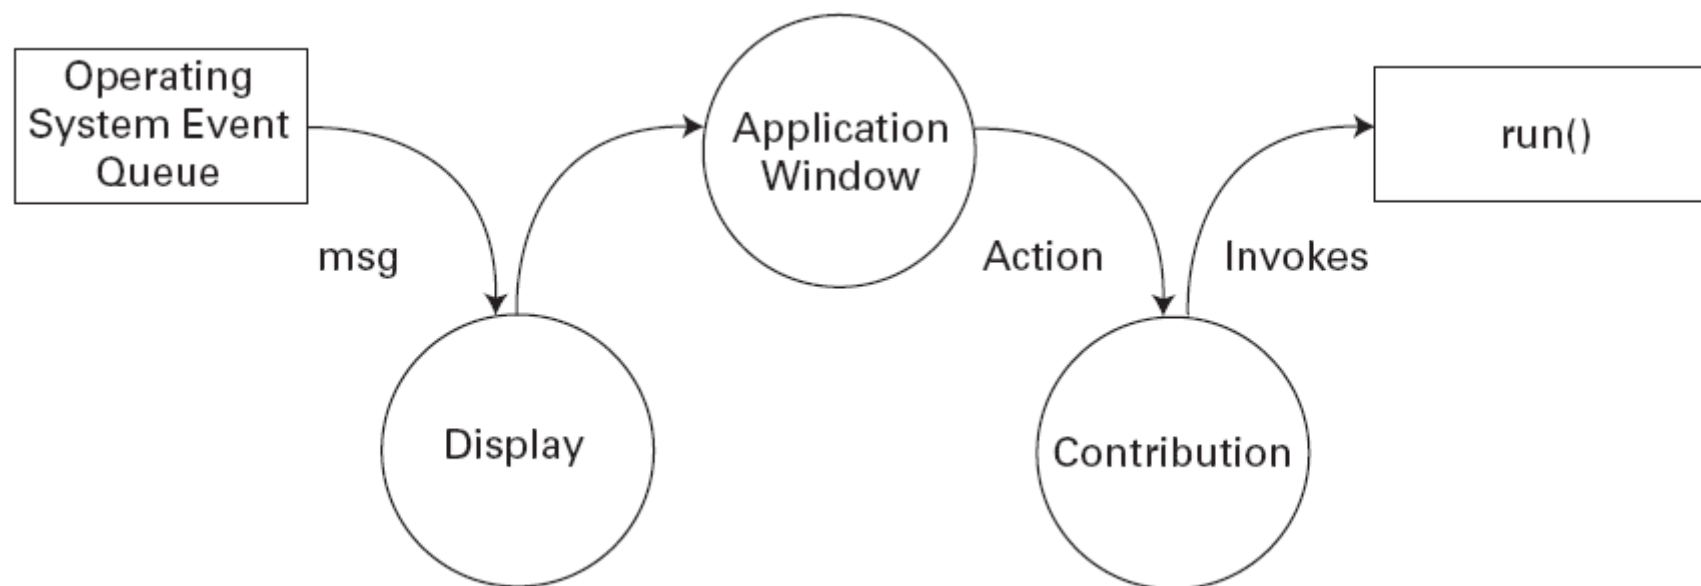 Operating
System Event
Queue
msg
Display
Application
Window
Action
Contribution
Invokes
run()